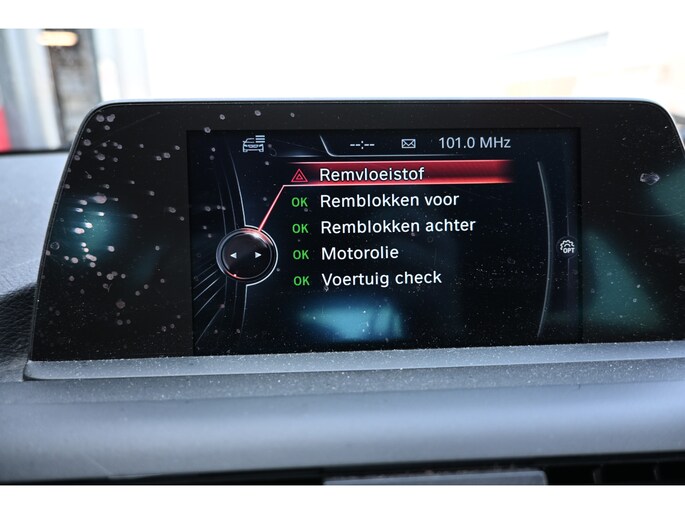 --:-- 101.0 MHz
Remvloeistof
OK Remblokken voor
OK Remblokken achter
OK Motorolie
OK Voertuig check
OPT